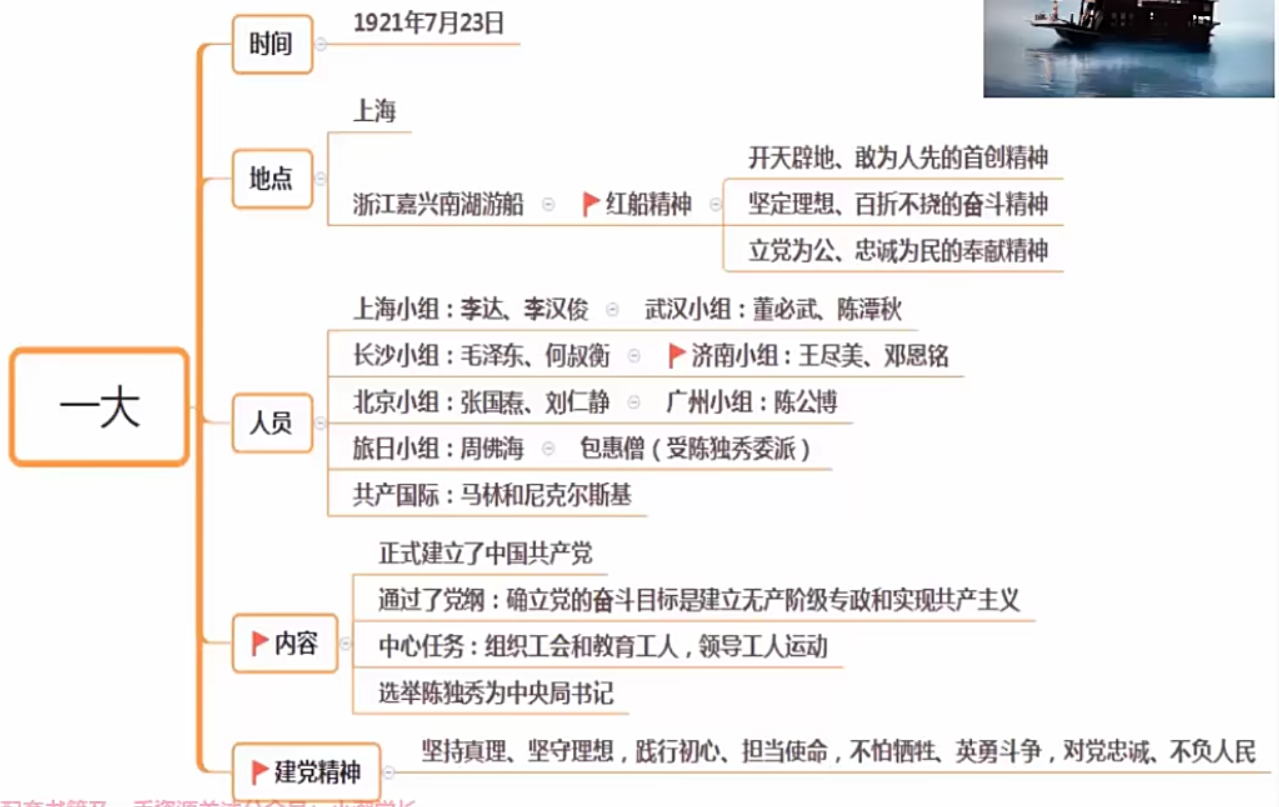 一大
时间
1921年7月23日
地点
上海
浙江嘉兴南湖游船 红船精神
开天辟地、敢为人先的首创精神
坚定理想、百折不挠的奋斗精神
立党为公、忠诚为民的奉献精神
人员
上海小组：李达、李汉俊 武汉小组：董必武、陈潭秋
长沙小组：毛泽东、何叔衡 济南小组：王尽美、邓恩铭
北京小组：张国焘、刘仁静 广州小组：陈公博
旅日小组：周佛海 包惠僧（受陈独秀委派）
共产国际：马林和尼克尔斯基
内容
正式建立了中国共产党
通过了党纲：确立党的奋斗目标是建立无产阶级专政和实现共产主义
中心任务：组织工会和教育工人，领导工人运动
选举陈独秀为中央局书记
建党精神
坚持真理、坚守理想，践行初心、担当使命，不怕牺牲、英勇斗争，对党忠诚、不负人民